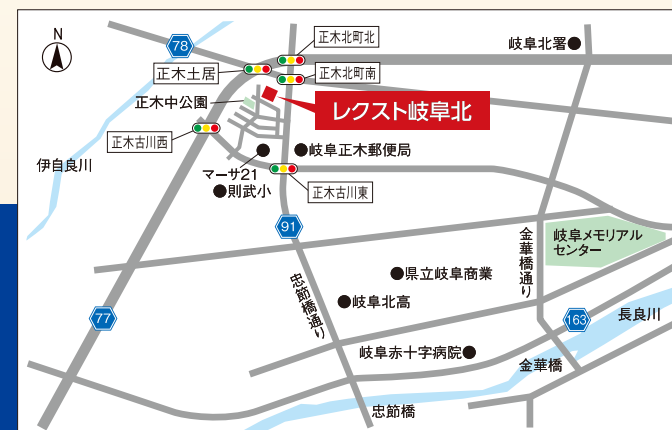 N
78
正木北町北
岐阜北署
正木土居
正木北町南
正木中公園
レクスト岐阜北
正木古川西
伊自良川
岐阜正木郵便局
マーサ21
則武小
正木古川東
91
金華橋通り
岐阜メモリアル
センター
県立岐阜商業
忠節橋通り
岐阜北高
77
163
長良川
岐阜赤十字病院
金華橋
忠節橋